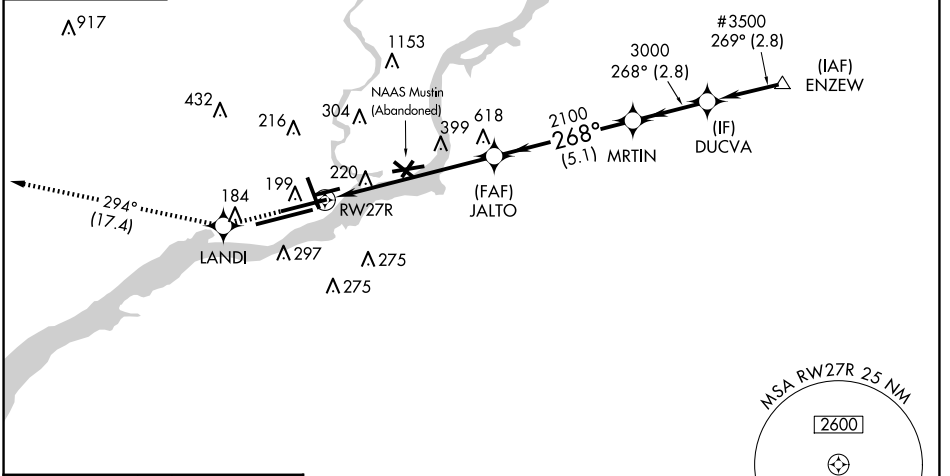 917
#3500
269° (2.8)
1153
3000
268° (2.8)
(IAF)
ENZEW
NAAS Mustin
(Abandoned)
432
304
216
399
618
2100
268°
(5.1)
MRTIN
(IF)
DUCVA
220
199
184
(FAF)
JALTO
RW27R
294°
(17.4)
LANDI
297
275
275
MSA RW27R 25 NM
2600